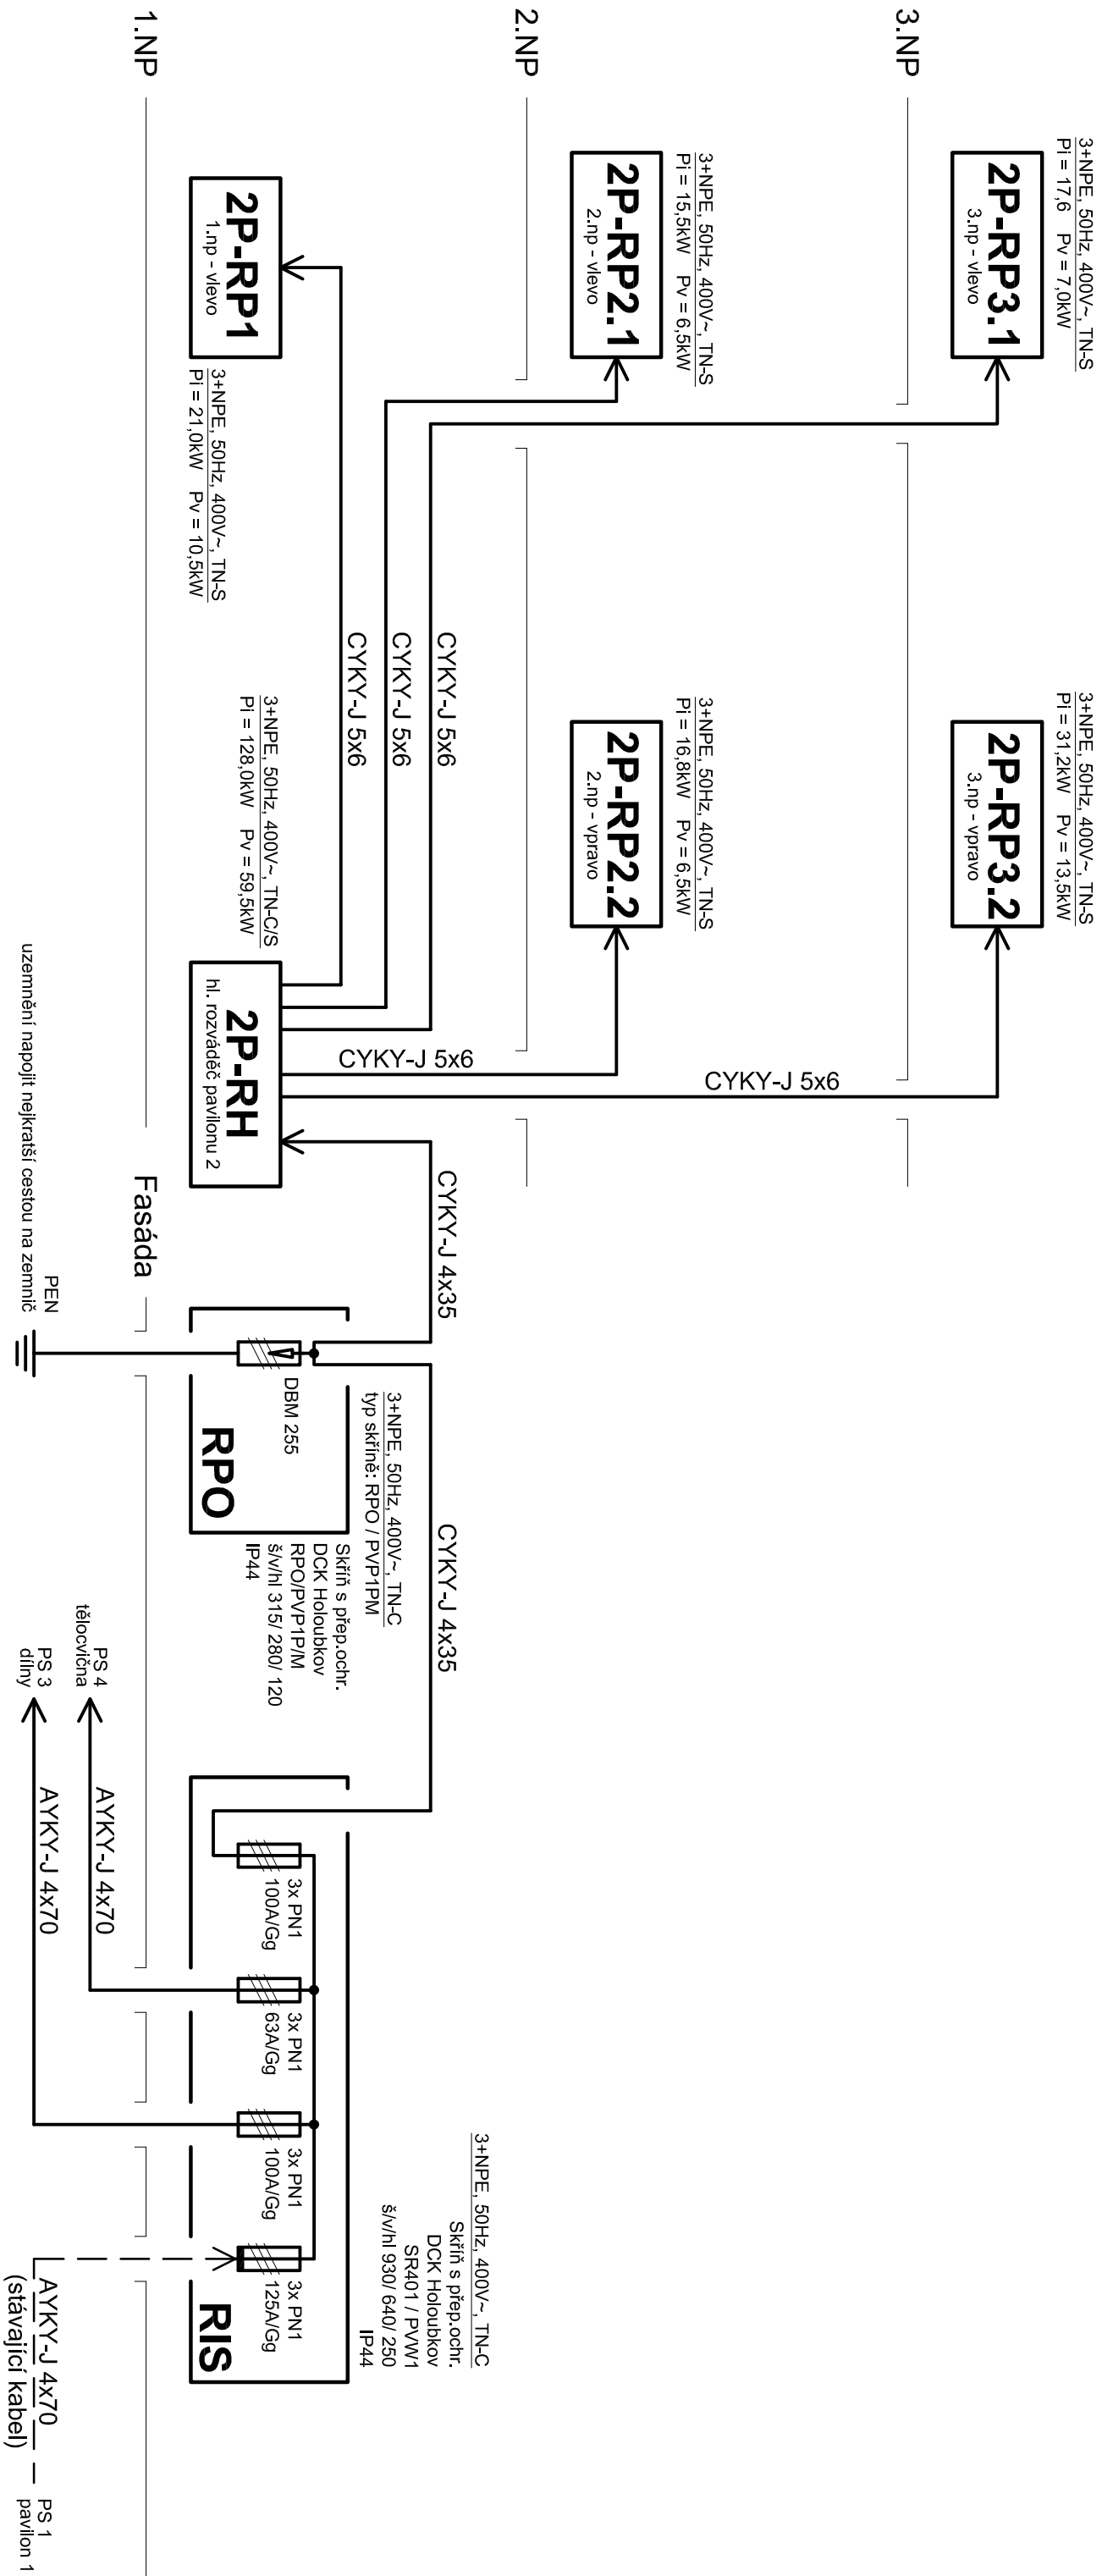 3.NP
3+NPE, 50Hz, 400V~, TN-S
Pi = 17,6 Pv = 7,0kW
2P-RP3.1
3.np - vlevo
3+NPE, 50Hz, 400V~, TN-S
Pi = 31,2kW Pv = 13,5kW
2P-RP3.2
3.np - vpravo
2.NP
3+NPE, 50Hz, 400V~, TN-S
Pi = 15,5kW Pv = 6,5kW
2P-RP2.1
2.np - vlevo
3+NPE, 50Hz, 400V~, TN-S
Pi = 16,8kW Pv = 6,5kW
2P-RP2.2
2.np - vpravo
CYKY-J 5x6
CYKY-J 5x6
CYKY-J 5x6
CYKY-J 5x6
CYKY-J 5x6
1.NP
2P-RP1
1.np - vlevo
3+NPE, 50Hz, 400V~, TN-S
Pi = 21,0kW Pv = 10,5kW
3+NPE, 50Hz, 400V~, TN-C/S
Pi = 128,0kW Pv = 59,5kW
2P-RH
hl. rozváděč pavilonu 2
CYKY-J 4x35
CYKY-J 4x35
Fasáda
PEN
uzemnění napojit nejkratší cestou na zemnič
3+NPE, 50Hz, 400V~, TN-C
typ skříně: RPO / PVP1PM
DBM 255
RPO
Skříň s přep.ochr.
DCK Holoubkov
RPO/PVP1P/M
š/v/hl 315/ 280/ 120
IP44
3+NPE, 50Hz, 400V~, TN-C
Skříň s přep.ochr.
DCK Holoubkov
SR401 / PVW1
š/v/hl 930/ 640/ 250
IP44
3x PN1
100A/Gg
3x PN1
63A/Gg
3x PN1
100A/Gg
3x PN1
125A/Gg
RIS
PS 4
tělocvična
AYKY-J 4x70
PS 3
dílny
AYKY-J 4x70
AYKY-J 4x70
(stávající kabel)
PS 1
pavilon 1